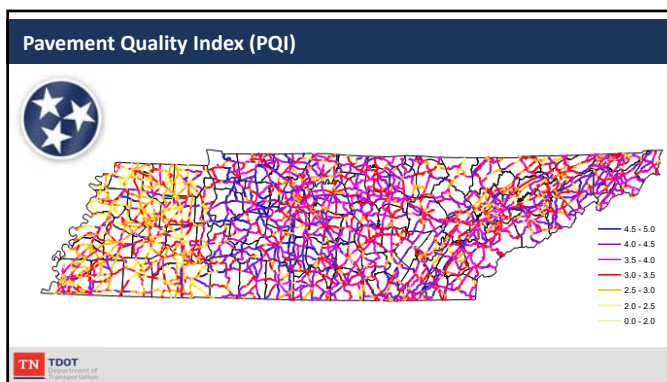 Pavement Quality Index (PQI)
4.5 - 5.0
4.0 - 4.5
3.5 - 4.0
3.0 - 3.5
2.5 - 3.0
2.0 - 2.5
0.0 - 2.0
TN
TDOT
Department of
Transportation